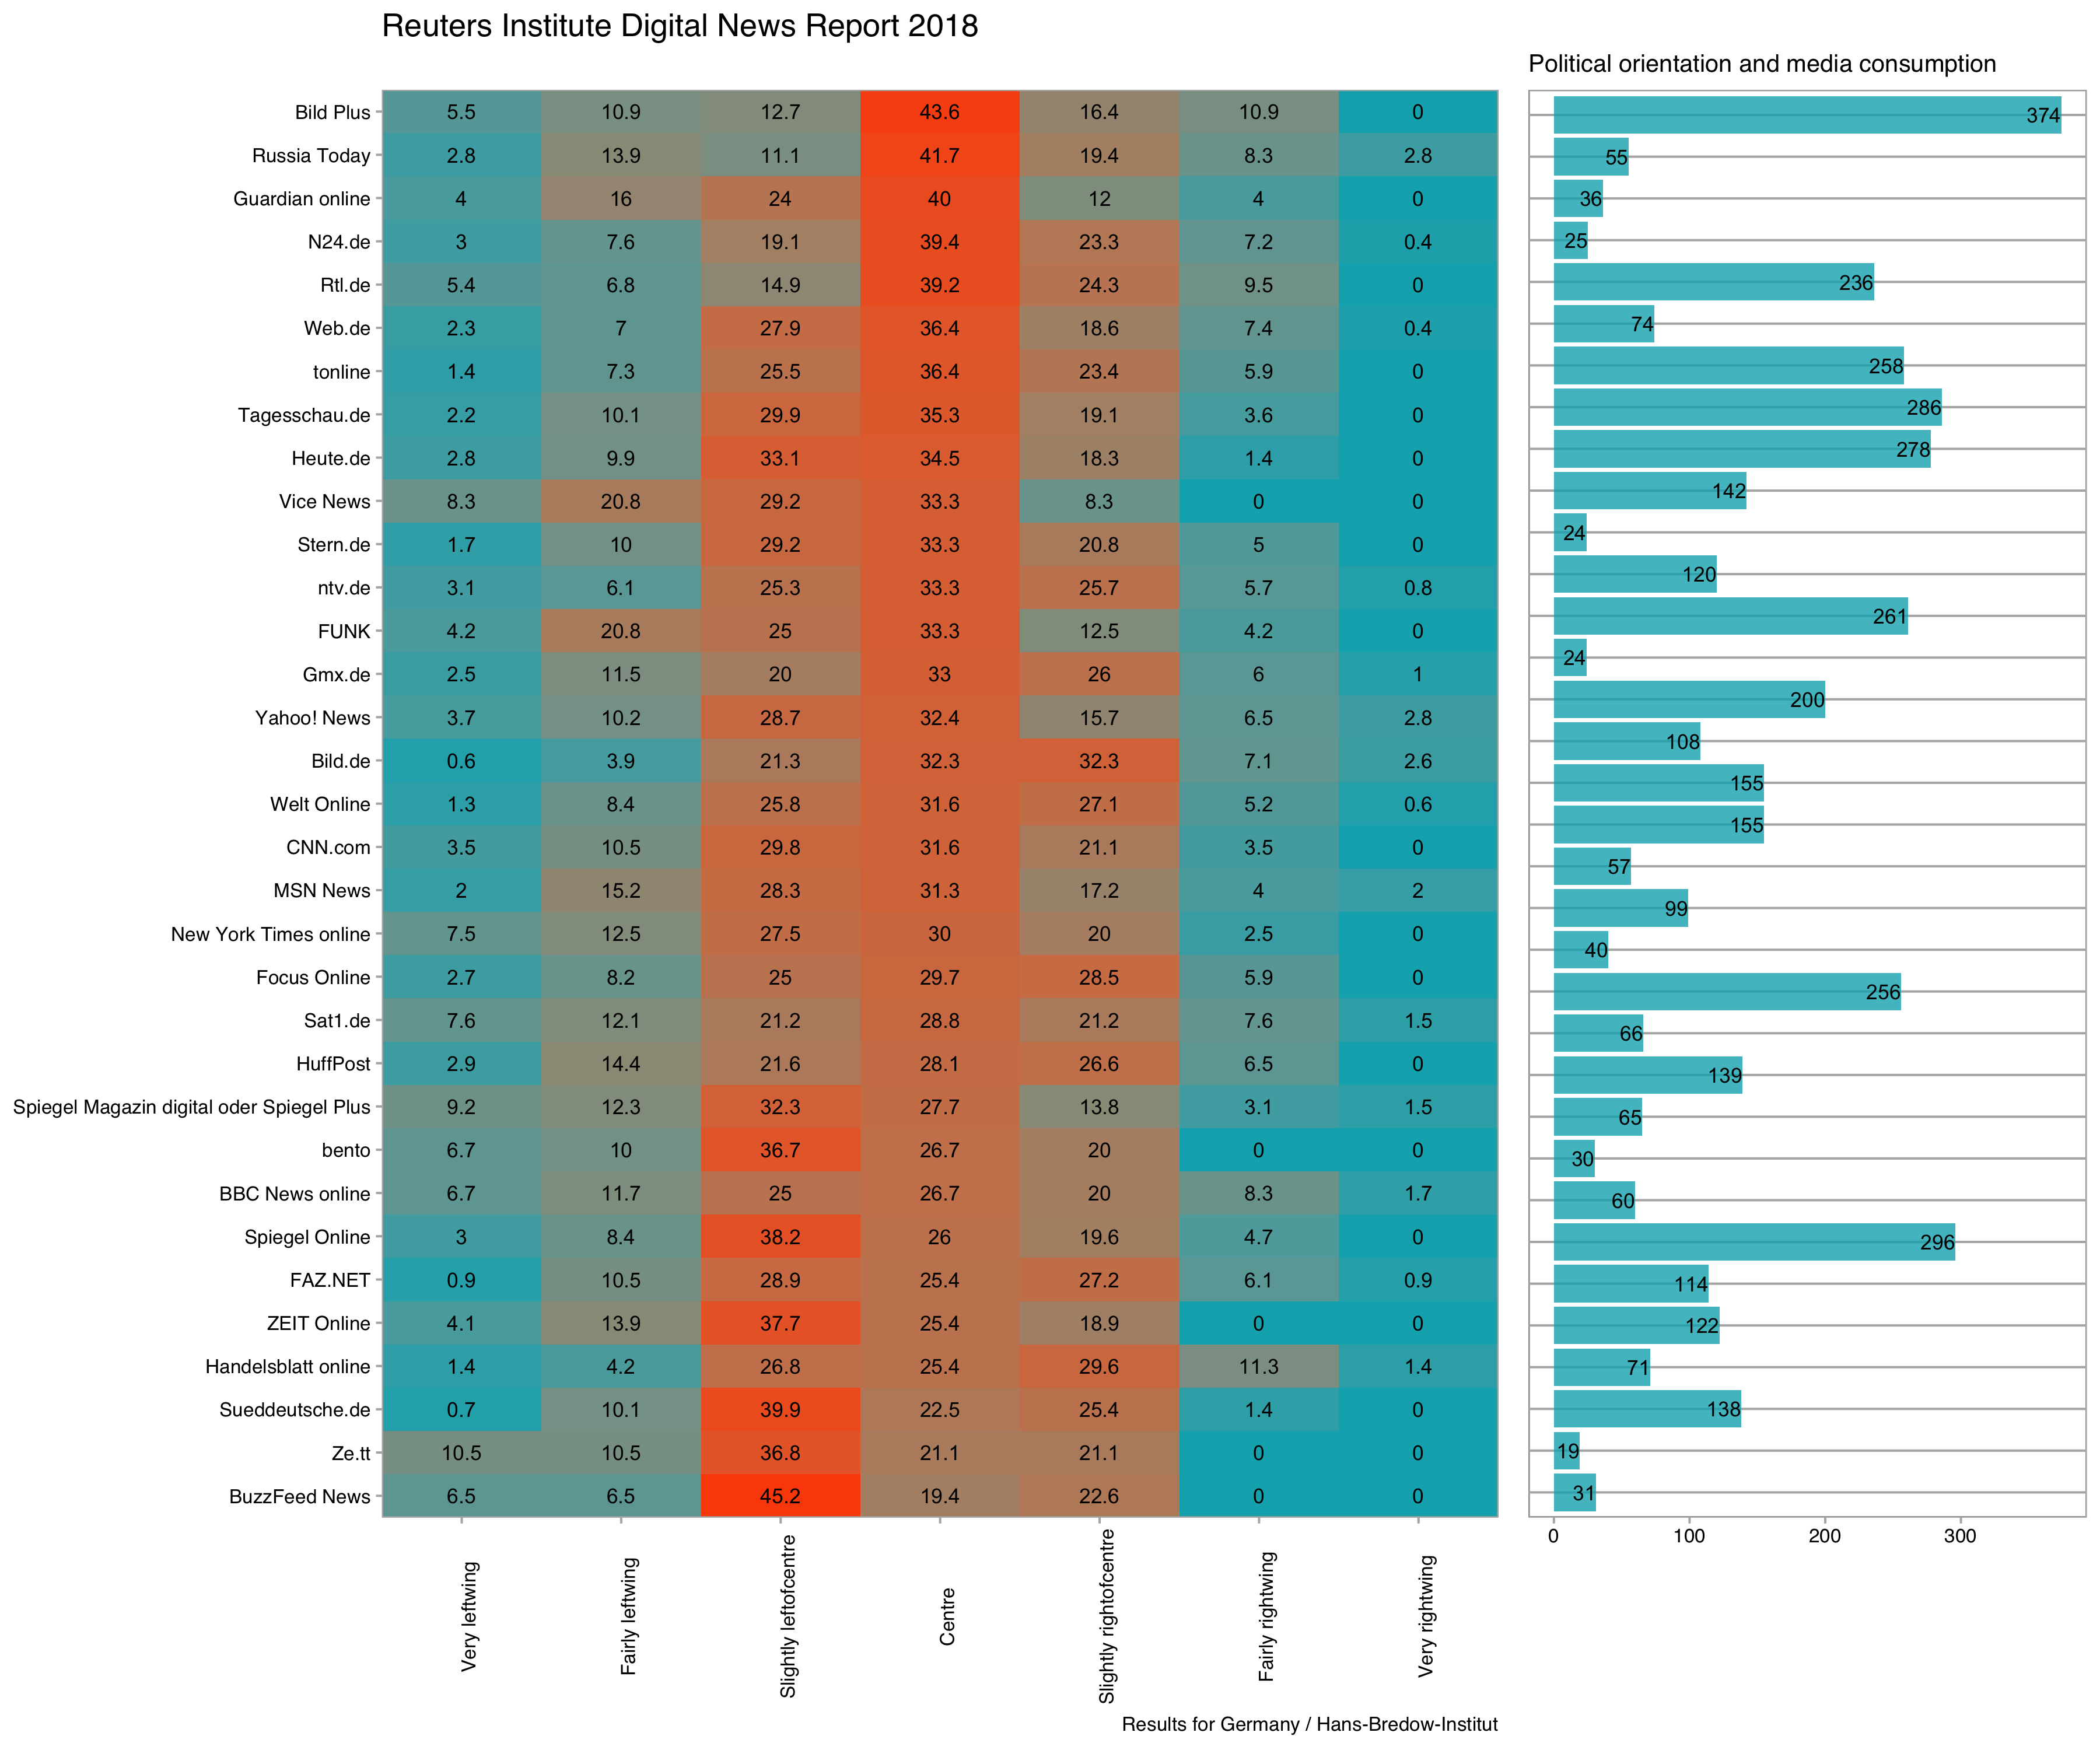 Reuters Institute Digital News Report 2018
Political orientation and media consumption
Bild Plus 5.5 10.9 12.7 43.6 16.4 10.9 0 374
Russia Today 2.8 13.9 11.1 41.7 19.4 8.3 2.8 55
Guardian online 4 16 24 40 12 4 0 36
N24.de 3 7.6 19.1 39.4 23.3 7.2 0.4 25
Rtl.de 5.4 6.8 14.9 39.2 24.3 9.5 0 236
Web.de 2.3 7 27.9 36.4 18.6 7.4 0.4 74
tonline 1.4 7.3 25.5 36.4 23.4 5.9 0 258
Tagesschau.de 2.2 10.1 29.9 35.3 19.1 3.6 0 286
Heute.de 2.8 9.9 33.1 34.5 18.3 1.4 0 278
Vice News 8.3 20.8 29.2 33.3 8.3 0 0 142
Stern.de 1.7 10 29.2 33.3 20.8 5 0 24
ntv.de 3.1 6.1 25.3 33.3 25.7 5.7 0.8 120
FUNK 4.2 20.8 25 33.3 12.5 4.2 0 261
Gmx.de 2.5 11.5 20 33 26 6 1 24
Yahoo! News 3.7 10.2 28.7 32.4 15.7 6.5 2.8 200
Bild.de 0.6 3.9 21.3 32.3 32.3 7.1 2.6 108
Welt Online 1.3 8.4 25.8 31.6 27.1 5.2 0.6 155
CNN.com 3.5 10.5 29.8 31.6 21.1 3.5 0 155
MSN News 2 15.2 28.3 31.3 17.2 4 2 57
99
New York Times online 7.5 12.5 27.5 30 20 2.5 0 40
Focus Online 2.7 8.2 25 29.7 28.5 5.9 0 256
Sat1.de 7.6 12.1 21.2 28.8 21.2 7.6 1.5 66
HuffPost 2.9 14.4 21.6 28.1 26.6 6.5 0 139
Spiegel Magazin digital oder Spiegel Plus 9.2 12.3 32.3 27.7 13.8 3.1 1.5 65
bento 6.7 10 36.7 26.7 20 0 0 30
BBC News online 6.7 11.7 25 26.7 20 8.3 1.7 60
Spiegel Online 3 8.4 38.2 26 19.6 4.7 0 296
FAZ.NET 0.9 10.5 28.9 25.4 27.2 6.1 0.9 114
ZEIT Online 4.1 13.9 37.7 25.4 18.9 0 0 122
Handelsblatt online 1.4 4.2 26.8 25.4 29.6 11.3 1.4 71
Sueddeutsche.de 0.7 10.1 39.9 22.5 25.4 1.4 0 138
Ze.tt 10.5 10.5 36.8 21.1 21.1 0 0 19
BuzzFeed News 6.5 6.5 45.2 19.4 22.6 0 0 31
0 100 200 300
Very leftwing
Fairly leftwing
Slightly leftofcentre
Centre
Slightly rightofcentre
Fairly rightwing
Very rightwing
Results for Germany / Hans-Bredow-Institut